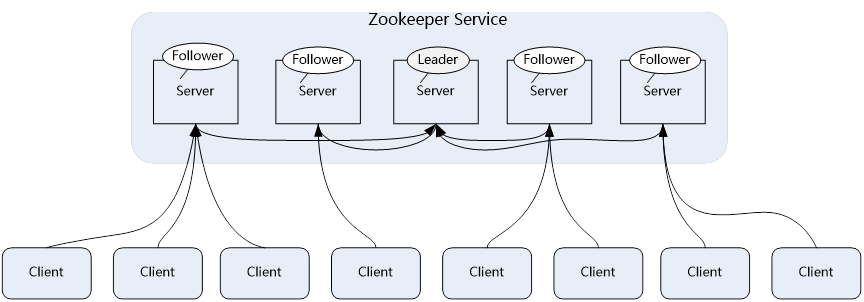 Zookeeper Service
Follower
Follower
Leader
Follower
Follower
Server
Server
Server
Server
Server
Client
Client
Client
Client
Client
Client
Client
Client